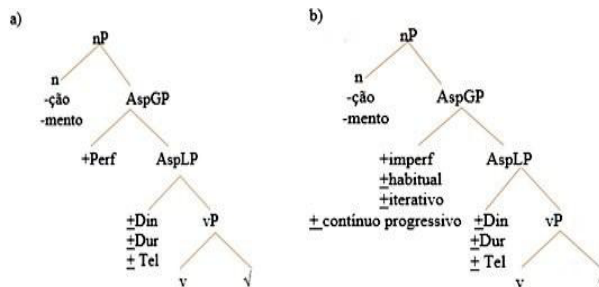 a)
nP
n
-ção
-mento
AspGP
+Perf
AspLP
±Din
±Dur
± Tel
vP
v
√
b)
nP
n
-ção
-mento
AspGP
+imperf
±habitual
±iterativo
± contínuo progressivo
AspLP
±Din
±Dur
± Tel
vP
v